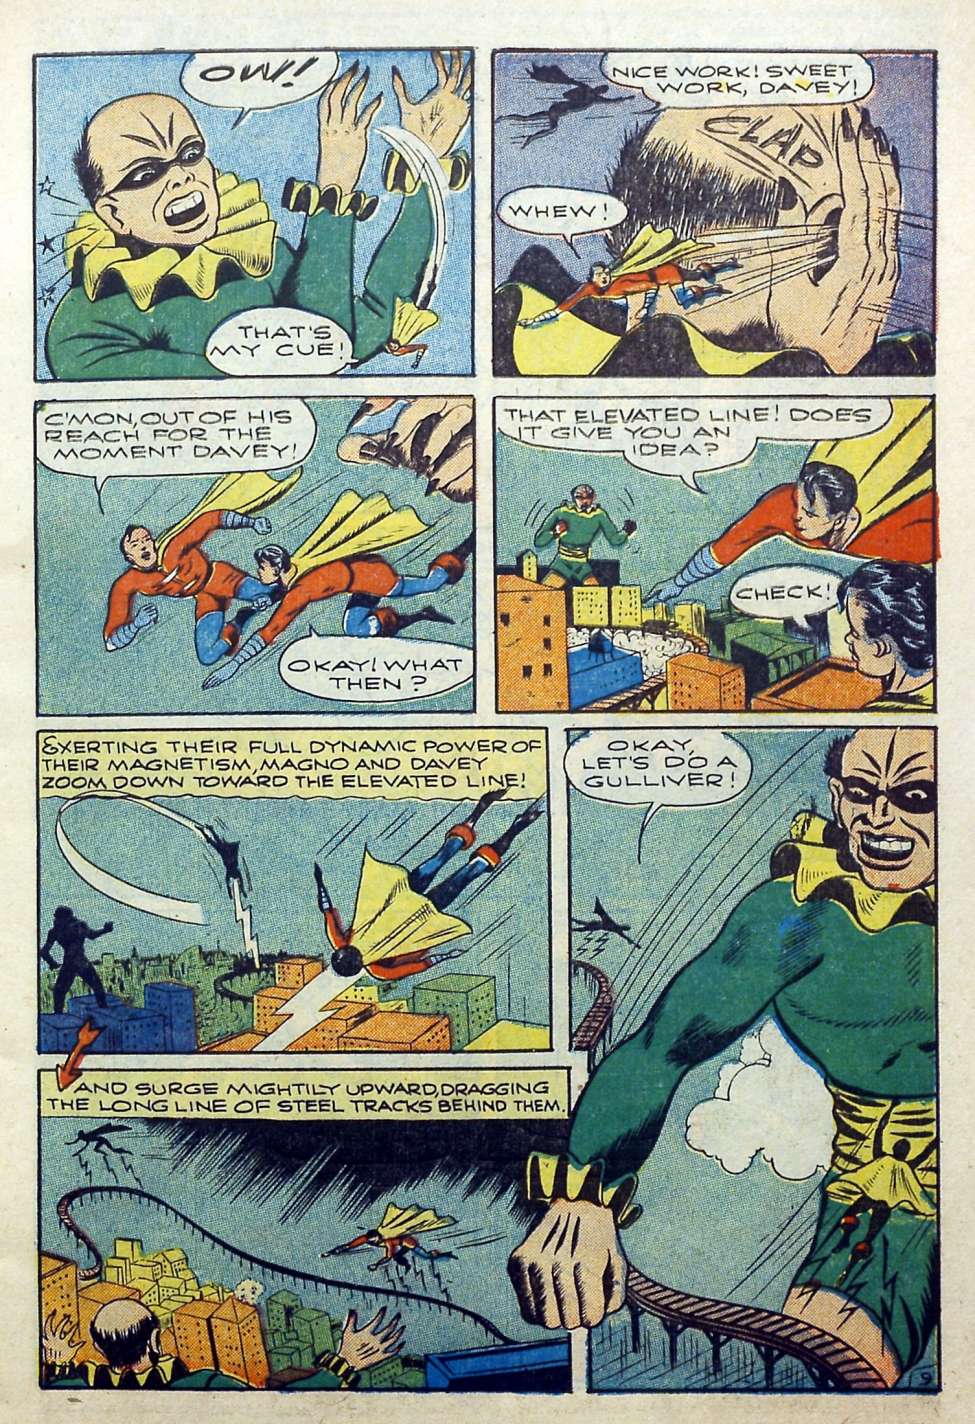 OW!
THAT'S
MY CUE!
NICE WORK! SWEET
WORK, DAVEY!
CLAP
WHEW!
C'MON, OUT OF HIS
REACH FOR THE
MOMENT DAVEY!
OKAY! WHAT
THEN?
THAT ELEVATED LINE! DOES
IT GIVE YOU AN
IDEA?
CHECK!
EXERTING THEIR FULL DYNAMIC POWER OF
THEIR MAGNETISM, MAGNO AND DAVEY
ZOOM DOWN TOWARD THE ELEVATED LINE!
OKAY,
LET'S DO A
GULLIVER!
AND SURGE MIGHTILY UPWARD, DRAGGING
THE LONG LINE OF STEEL TRACKS BEHIND THEM.
9